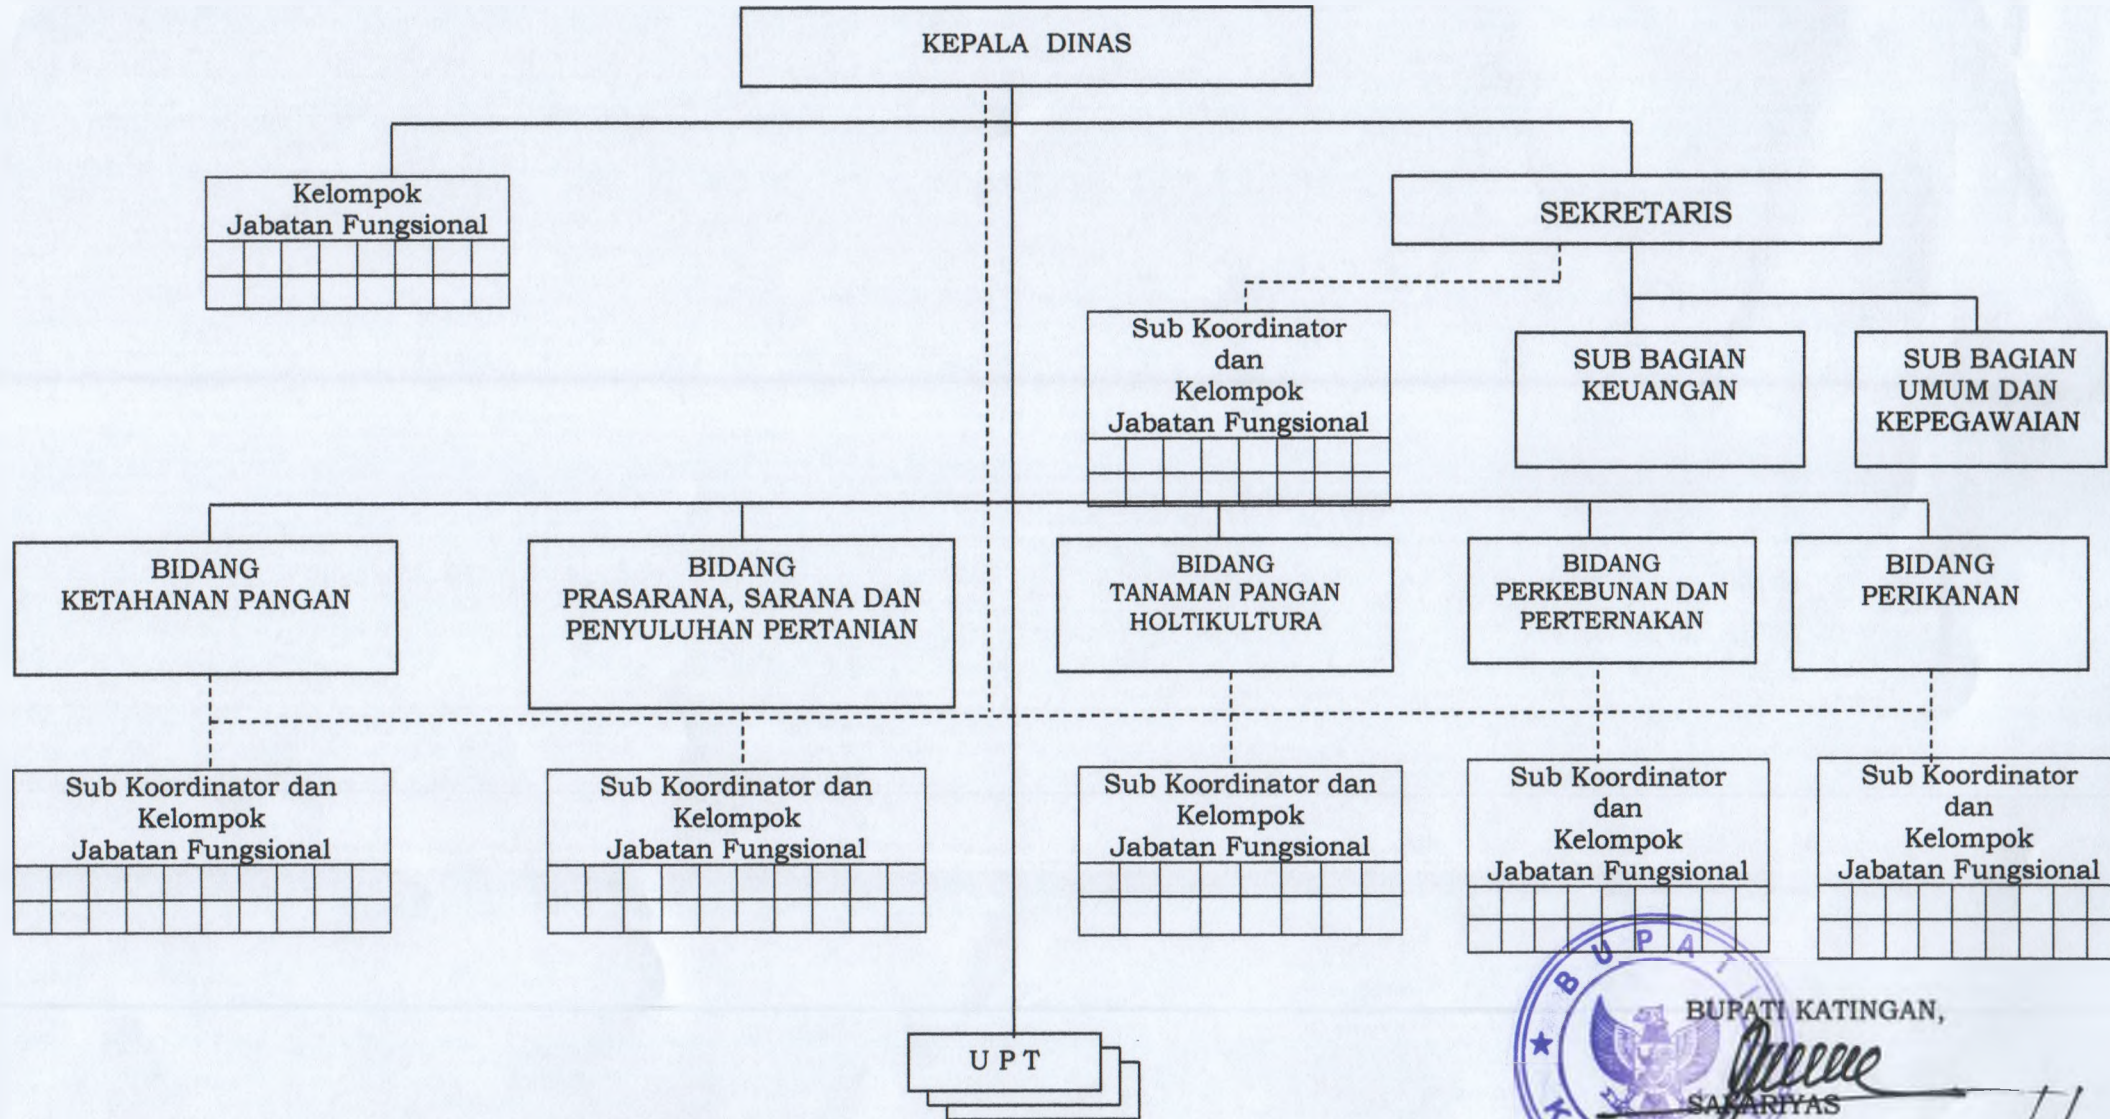 KEPALA DINAS
Kelompok
Jabatan Fungsional
SEKRETARIS
Sub Koordinator
dan
Kelompok
Jabatan Fungsional
SUB BAGIAN
KEUANGAN
SUB BAGIAN
UMUM DAN
KEPEGAWAIAN
BIDANG
KETAHANAN PANGAN
BIDANG
PRASARANA, SARANA DAN
PENYULUHAN PERTANIAN
BIDANG
TANAMAN PANGAN
HOLTIKULTURA
BIDANG
PERKEBUNAN DAN
PERTERNAKAN
BIDANG
PERIKANAN
Sub Koordinator dan
Kelompok
Jabatan Fungsional
Sub Koordinator dan
Kelompok
Jabatan Fungsional
Sub Koordinator dan
Kelompok
Jabatan Fungsional
Sub Koordinator
dan
Kelompok
Jabatan Fungsional
Sub Koordinator
dan
Kelompok
Jabatan Fungsional
U P T
BUPATI
BUPATI KATINGAN,
SAKARIYAS